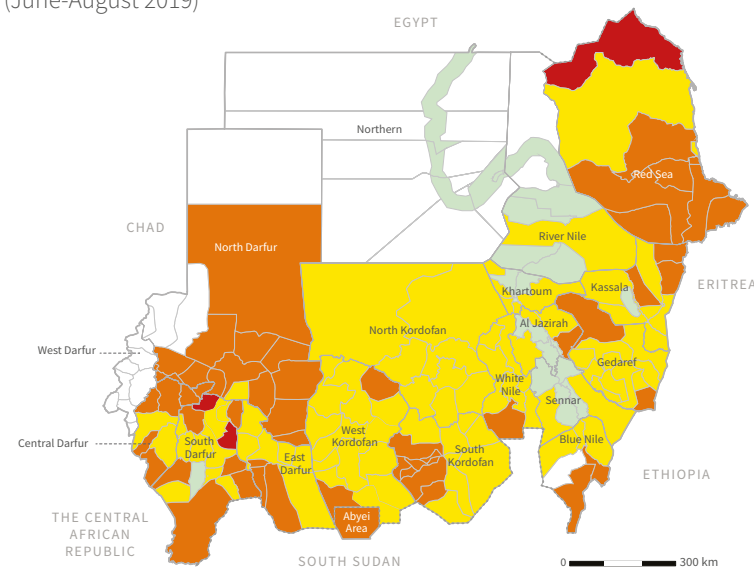 (June-August 2019)
EGYPT
Northern
Red Sea
CHAD
North Darfur
River Nile
ERITREA
Khartoum
Kassala
Al Jazirah
North Kordofan
West Darfur
Gedaref
White
Nile
Sennar
West
Kordofan
Central Darfur
South
Darfur
East
Darfur
South
Kordofan
Blue Nile
ETHIOPIA
Abyei
Area
THE CENTRAL
AFRICAN
REPUBLIC
SOUTH SUDAN
0
300 km